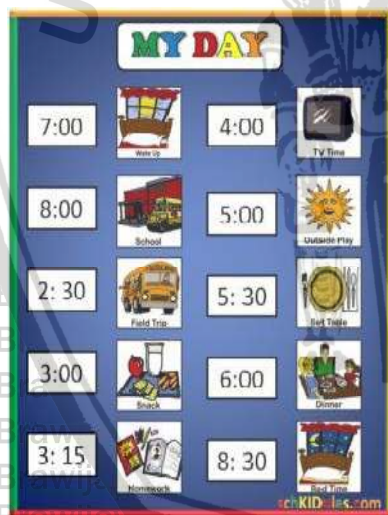 MY DAY
7:00
Wake Up
4:00
TV Time
8:00
School
5:00
Outside Play
2: 30
Field Trip
5: 30
Set Table
3:00
Snack
6:00
Dinner
3: 15
Homework
8: 30
Bed Time